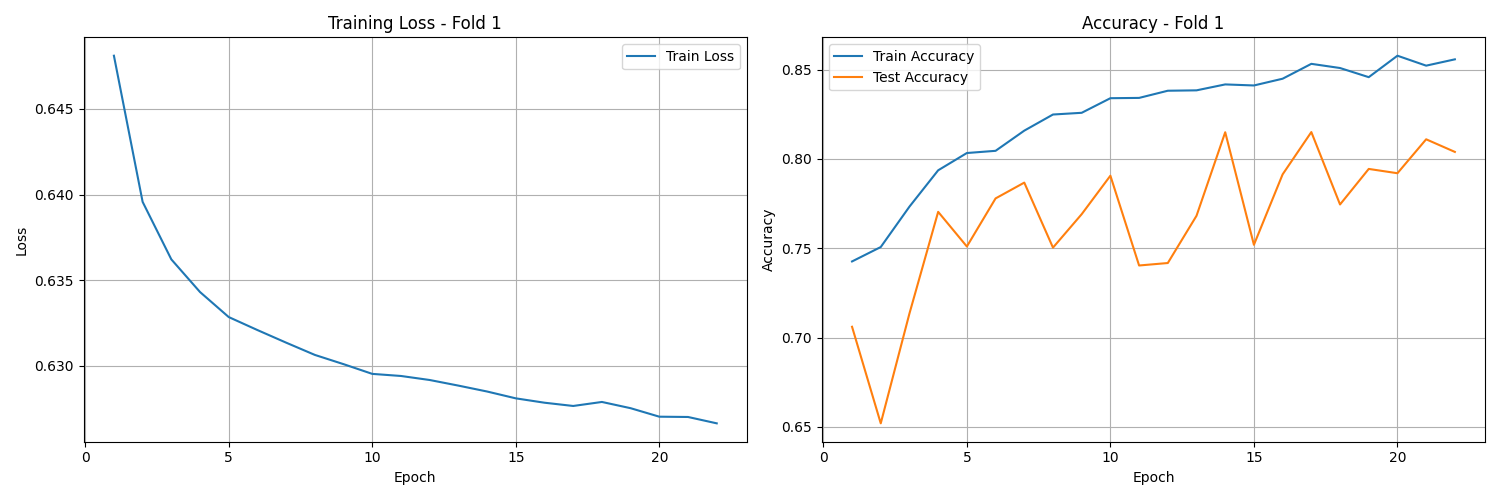 Training Loss - Fold 1
Train Loss
0.645
0.640
0.635
0.630
Loss
0
5
10
15
20
Epoch
Accuracy - Fold 1
Train Accuracy
Test Accuracy
0.85
0.80
0.75
0.70
0.65
Accuracy
0
5
10
15
20
Epoch